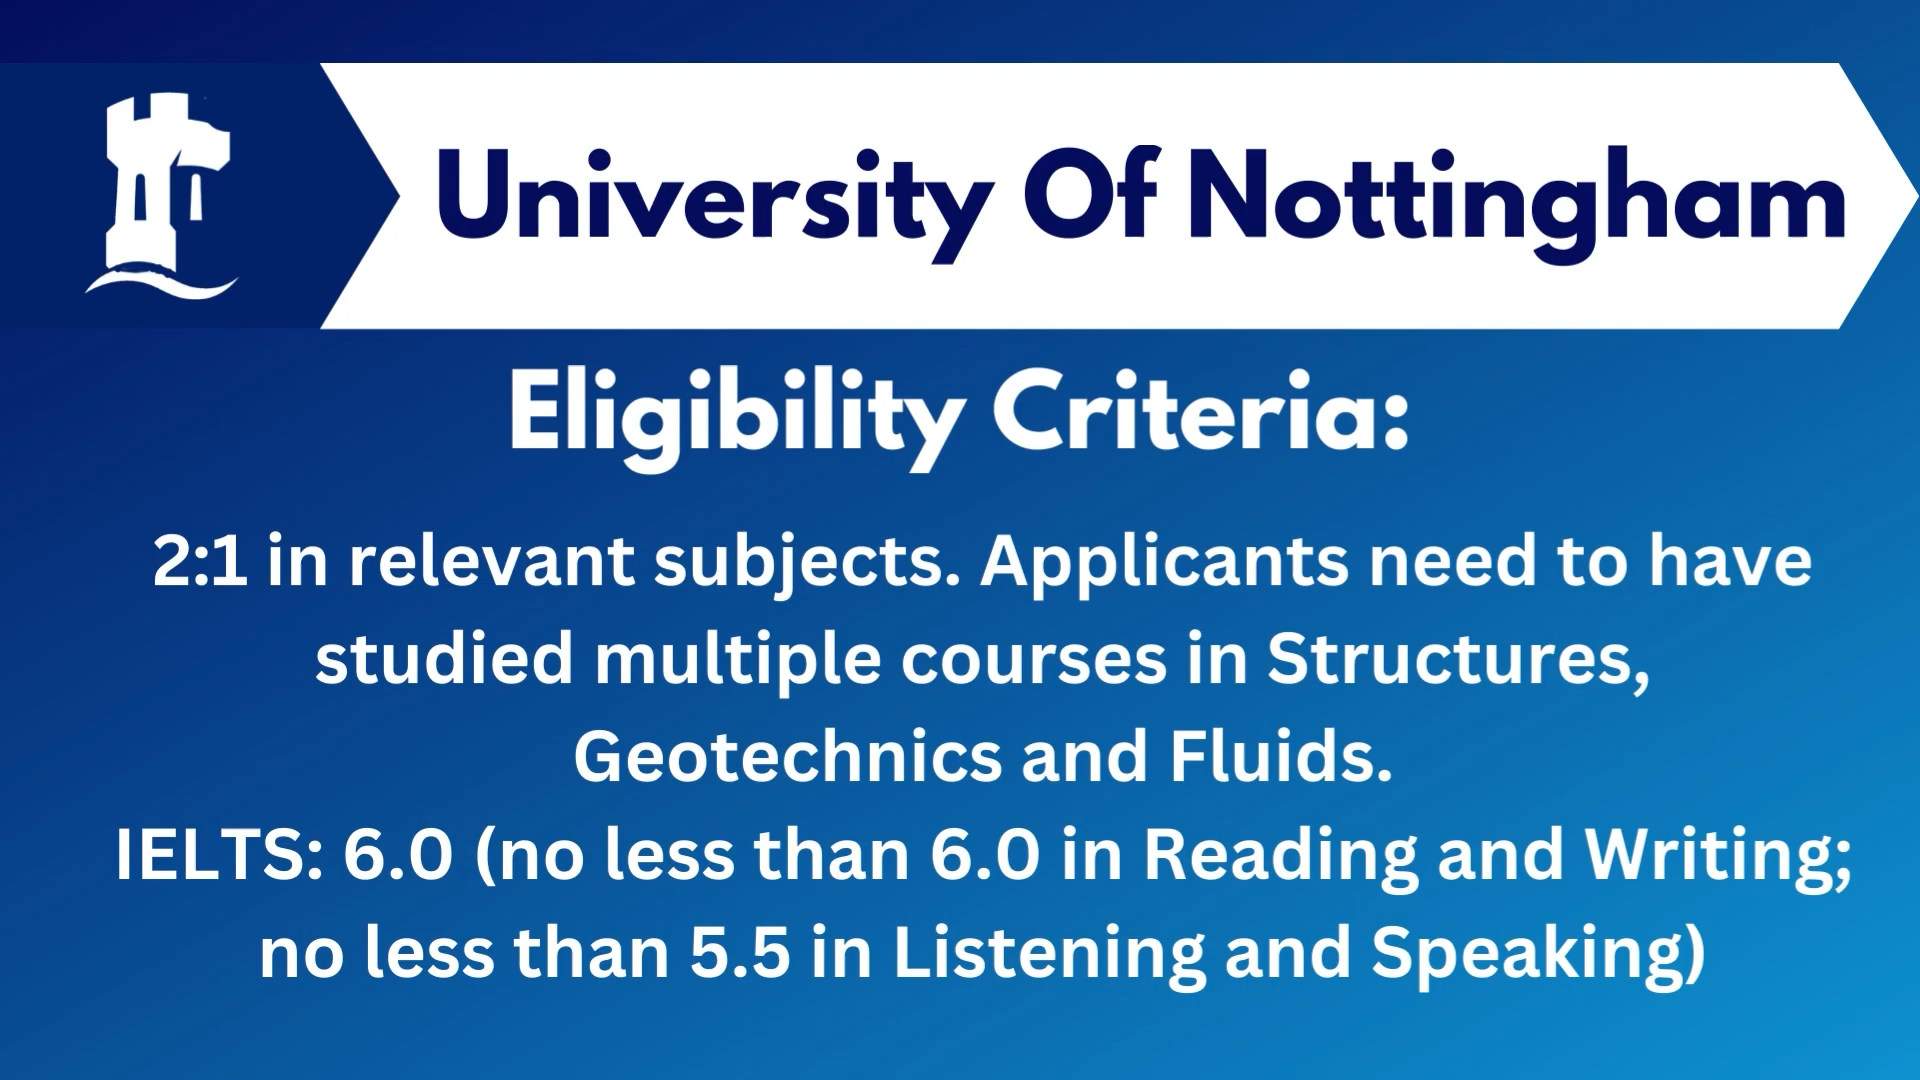 University Of Nottingham
Eligibility Criteria:
2:1 in relevant subjects. Applicants need to have
studied multiple courses in Structures,
Geotechnics and Fluids.
IELTS: 6.0 (no less than 6.0 in Reading and Writing;
no less than 5.5 in Listening and Speaking)